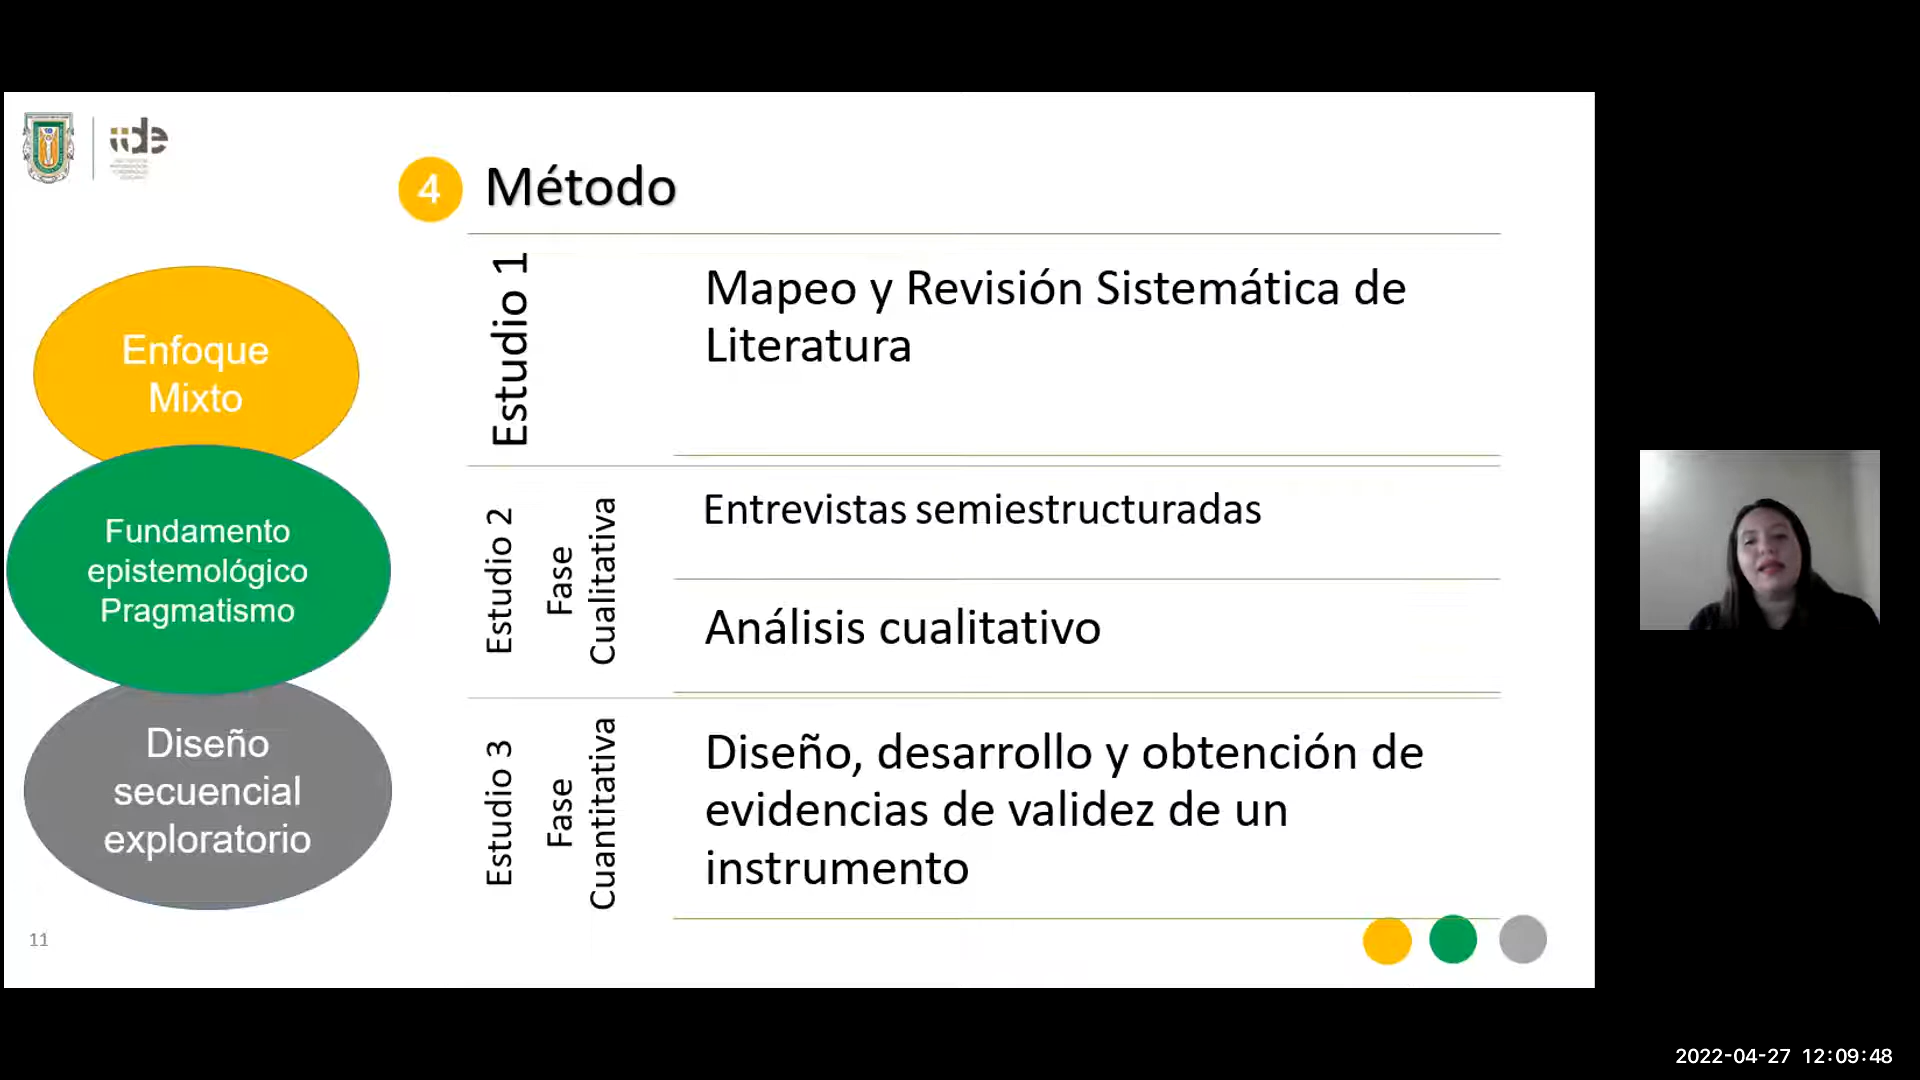 iide
4 Método
Enfoque
Mixto
Fundamento
epistemológico
Pragmatismo
Diseño
secuencial
exploratorio
Estudio 1
Mapeo y Revisión Sistemática de
Literatura
Estudio 2
Fase
Cualitativa
Entrevistas semiestructuradas
Análisis cualitativo
Estudio 3
Fase
Cuantitativa
Diseño, desarrollo y obtención de
evidencias de validez de un
instrumento
11
2022-04-27 12:09:48